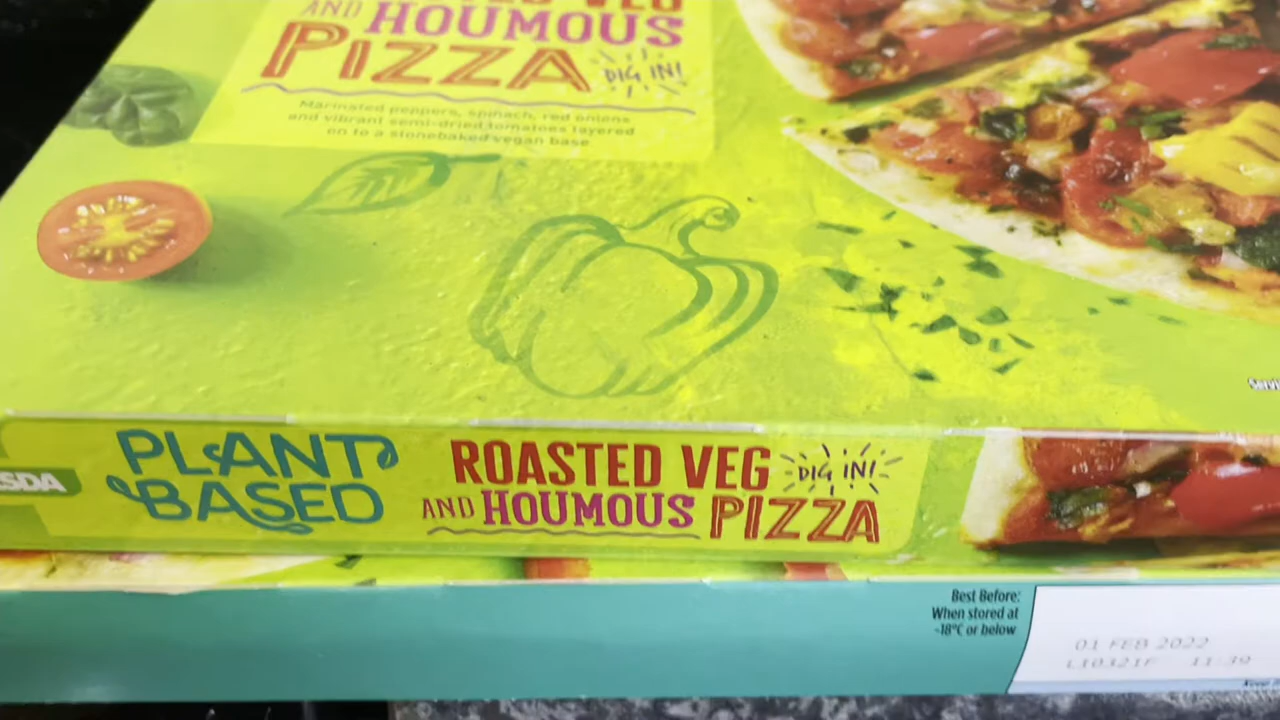 AND HOUMOUS
PIZZA DIG IN!
Marinated peppers, spinach, red onions
and vibrant semi-dried tomatoes layered
on to a stonebaked vegan base
SDA
PLANT
BASED
ROASTED VEG DIG IN!
AND HOUMOUS PIZZA
Best Before:
When stored at
-18°C or below
01 FEB 2022
L10321F 11:39